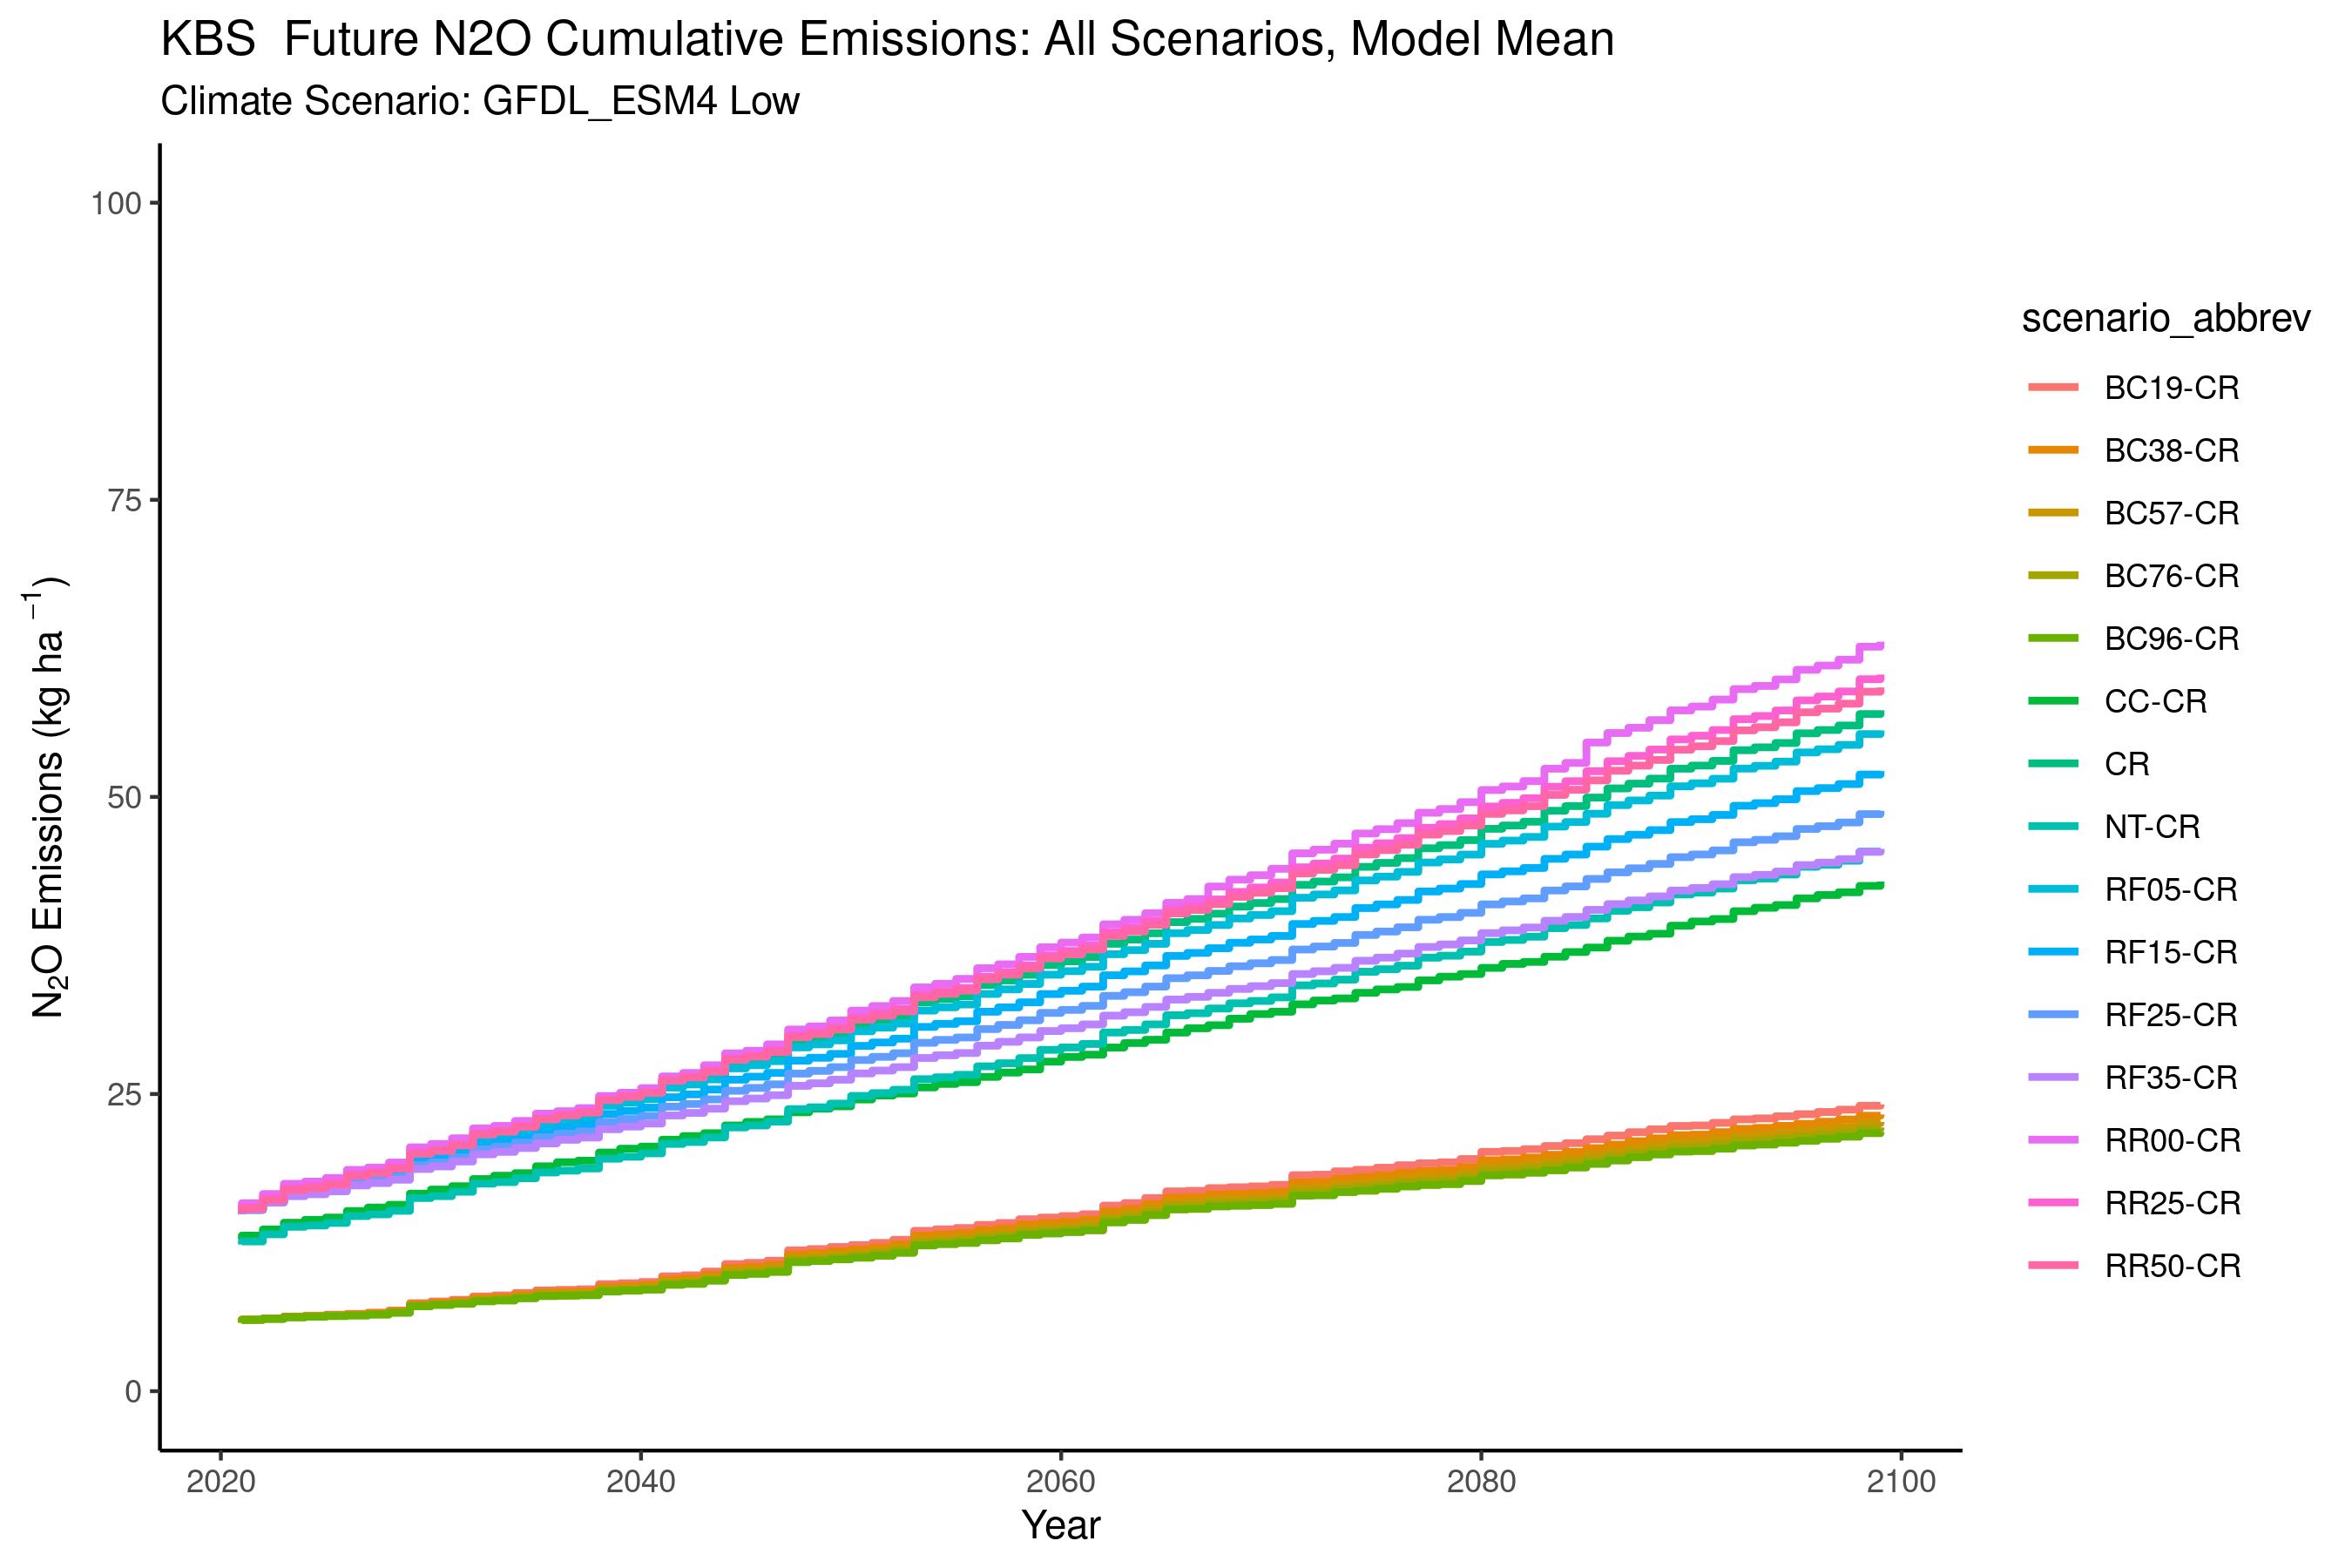 KBS  Future N2O Cumulative Emissions: All Scenarios, Model Mean
Climate Scenario: GFDL_ESM4 Low
N₂O Emissions (kg ha⁻¹)
100
75
50
25
0
2020 2040 2060 2080 2100
Year
scenario_abbrev
BC19-CR
BC38-CR
BC57-CR
BC76-CR
BC96-CR
CC-CR
CR
NT-CR
RF05-CR
RF15-CR
RF25-CR
RF35-CR
RR00-CR
RR25-CR
RR50-CR